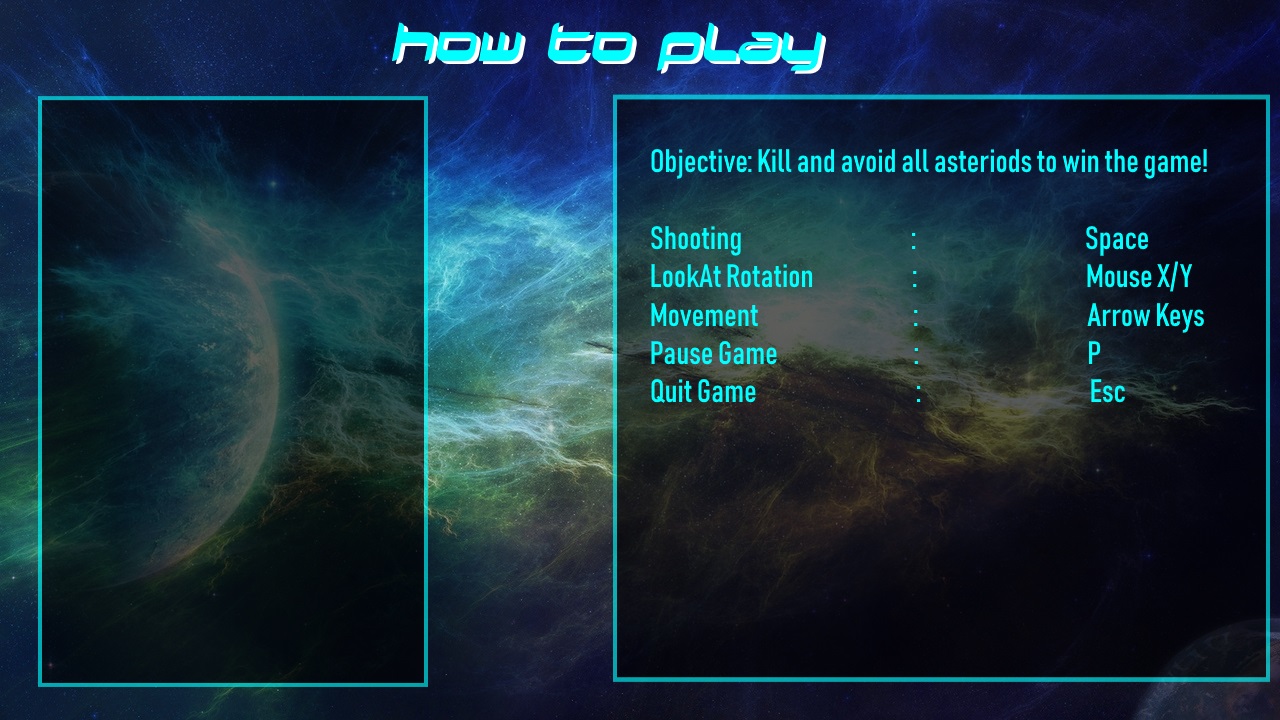 how to play
Objective: Kill and avoid all asteriods to win the game!
Shooting : Space
LookAt Rotation : Mouse X/Y
Movement : Arrow Keys
Pause Game : P
Quit Game : Esc